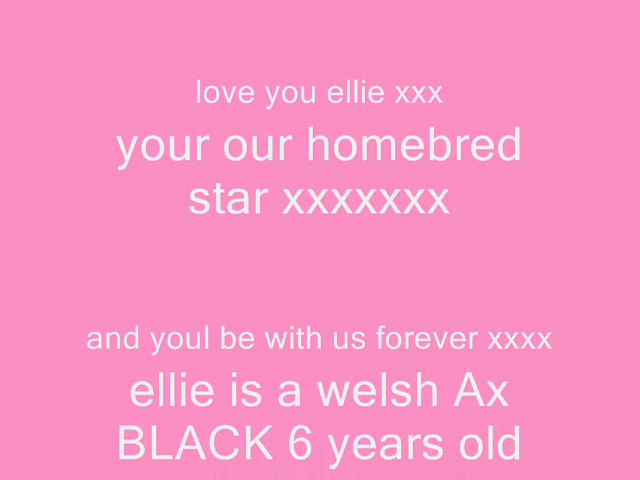 love you ellie xxx
your our homebred
star xxxxxxx
and youl be with us forever xxxx
ellie is a welsh Ax
BLACK 6 years old